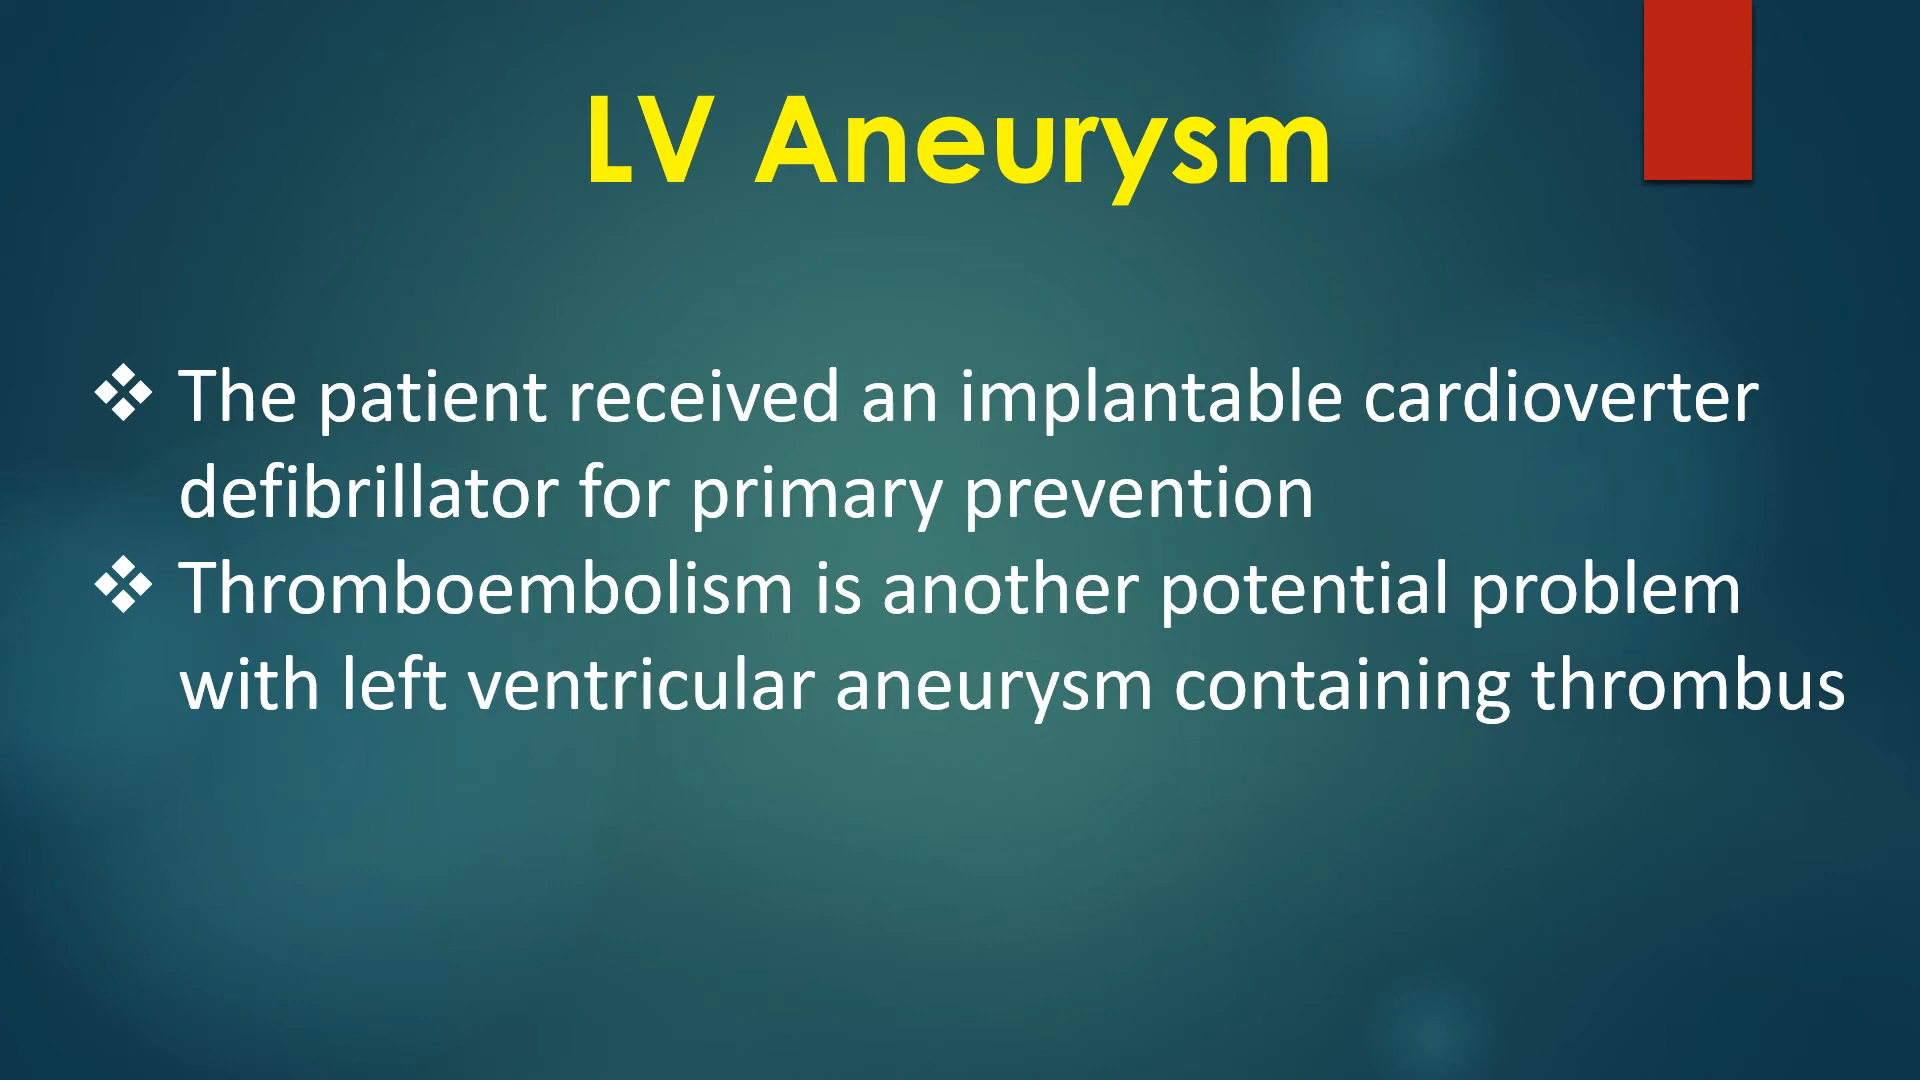 LV Aneurysm
❖ The patient received an implantable cardioverter
defibrillator for primary prevention
❖ Thromboembolism is another potential problem
with left ventricular aneurysm containing thrombus